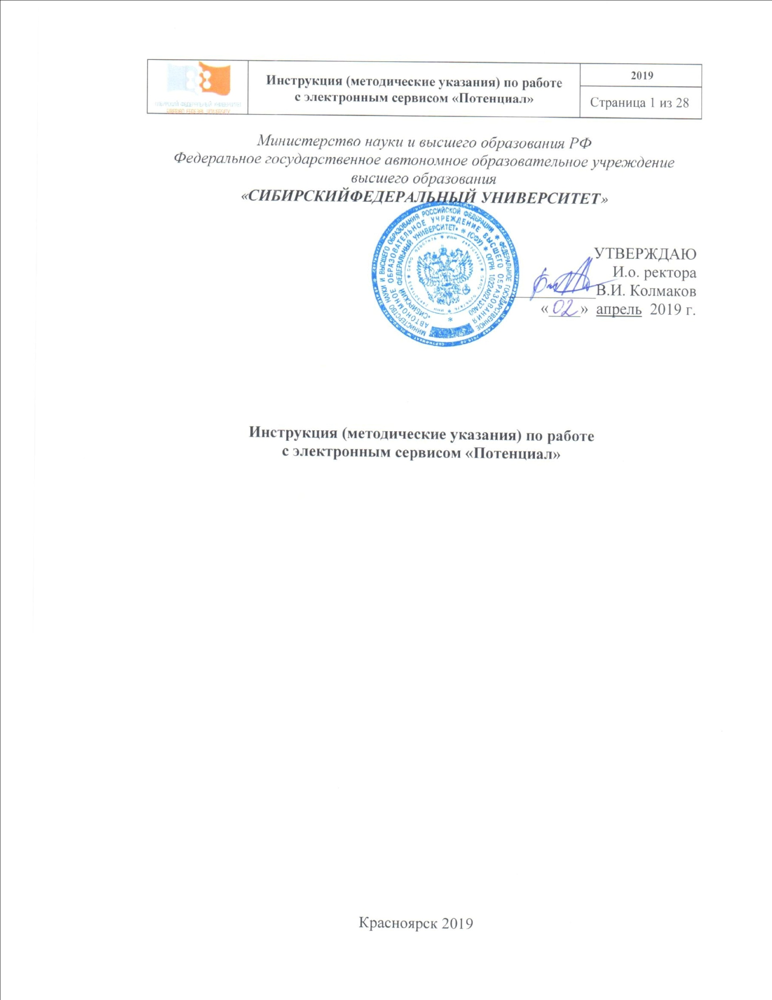 СИБИРСКИЙ ФЕДЕРАЛЬНЫЙ УНИВЕРСИТЕТ
SIBERIAN FEDERAL UNIVERSITY
Инструкция (методические указания) по работе
с электронным сервисом «Потенциал»
2019
Страница 1 из 28
Министерство науки и высшего образования РФ
Федеральное государственное автономное образовательное учреждение
высшего образования
«СИБИРСКИЙФЕДЕРАЛЬНЫЙ УНИВЕРСИТЕТ»
МИНИСТЕРСТВО НАУКИ И ВЫСШЕГО ОБРАЗОВАНИЯ РОССИЙСКОЙ ФЕДЕРАЦИИ * ФЕДЕРАЛЬНОЕ ГОСУДАРСТВЕННОЕ
АВТОНОМНОЕ ОБРАЗОВАТЕЛЬНОЕ УЧРЕЖДЕНИЕ ВЫСШЕГО ОБРАЗОВАНИЯ
«СИБИРСКИЙ ФЕДЕРАЛЬНЫЙ УНИВЕРСИТЕТ» * (СФУ) * ОГРН 1022402137460
УТВЕРЖДАЮ
И.о. ректора
В.И. Колмаков
«02» апрель 2019 г.
Инструкция (методические указания) по работе
с электронным сервисом «Потенциал»
Красноярск 2019